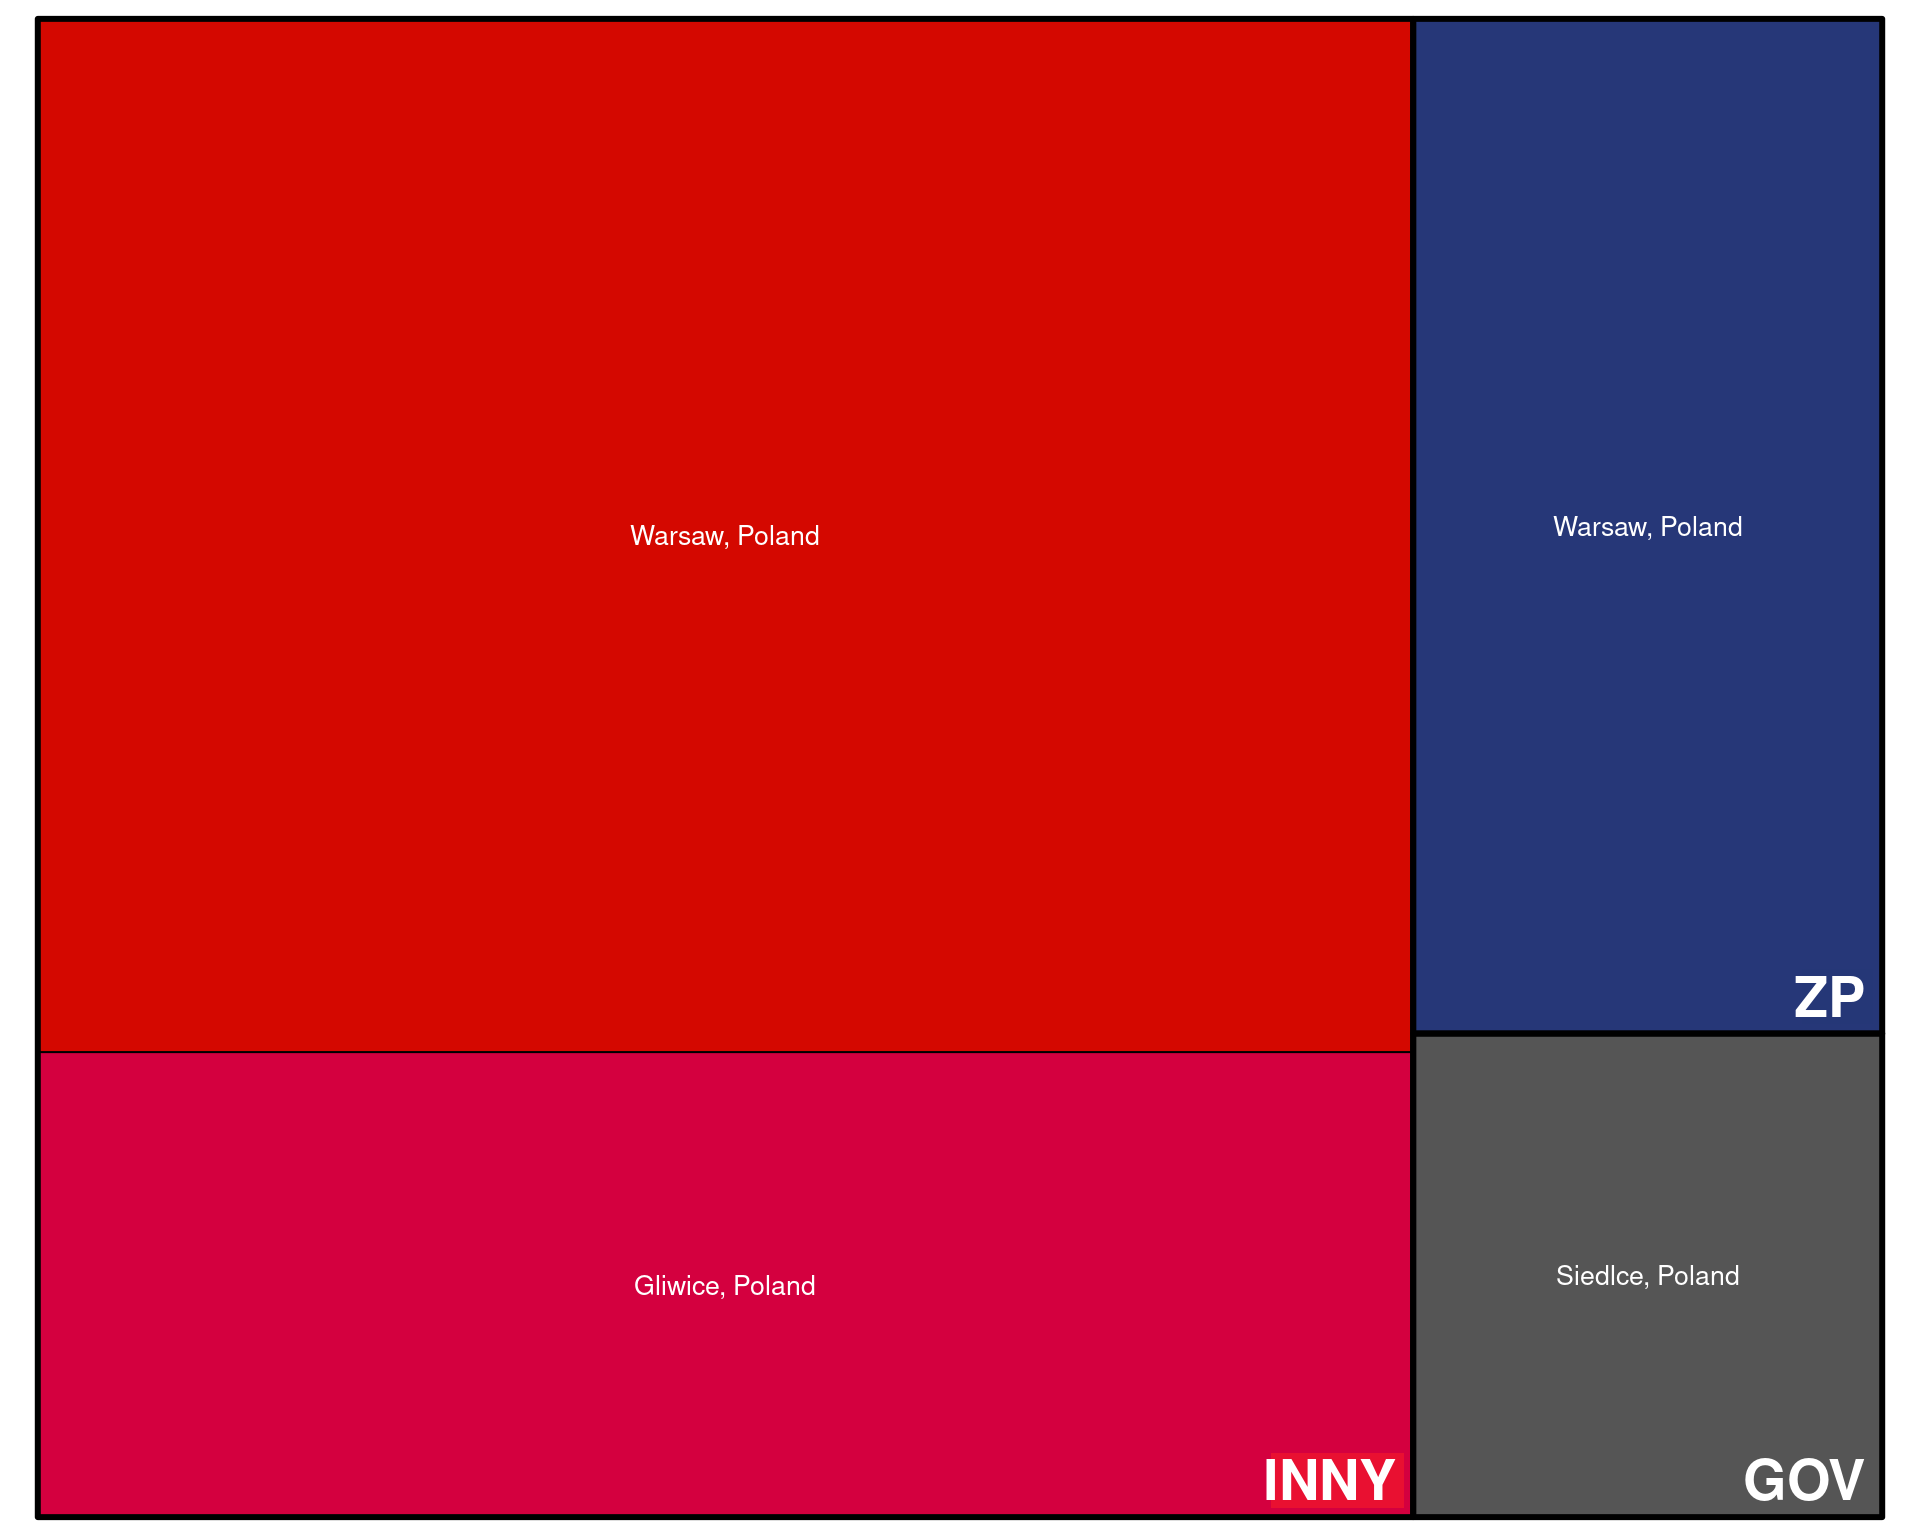 Warsaw, Poland
Gliwice, Poland
INNY
Warsaw, Poland
ZP
Siedlce, Poland
GOV